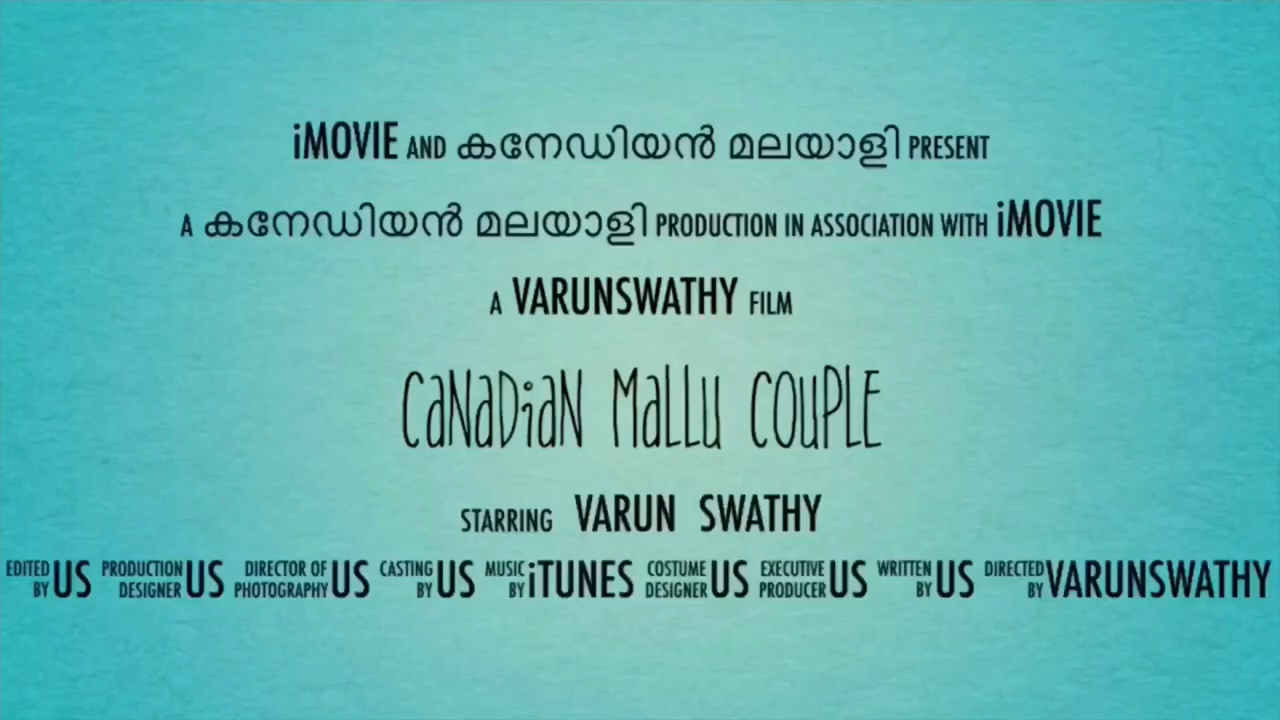 iMOVIE AND കനേഡിയൻ മലയാളി PRESENT
A കനേഡിയൻ മലയാളി PRODUCTION IN ASSOCIATION WITH iMOVIE
A VARUNSWATHY FILM
CaNaDiaN MaLLu COuPLE
STARRING VARUN SWATHY
EDITED BY US PRODUCTION DESIGNER US DIRECTOR OF PHOTOGRAPHY US CASTING BY US MUSIC BY iTUNES COSTUME DESIGNER US EXECUTIVE PRODUCER US WRITTEN BY US DIRECTED BY VARUNSWATHY